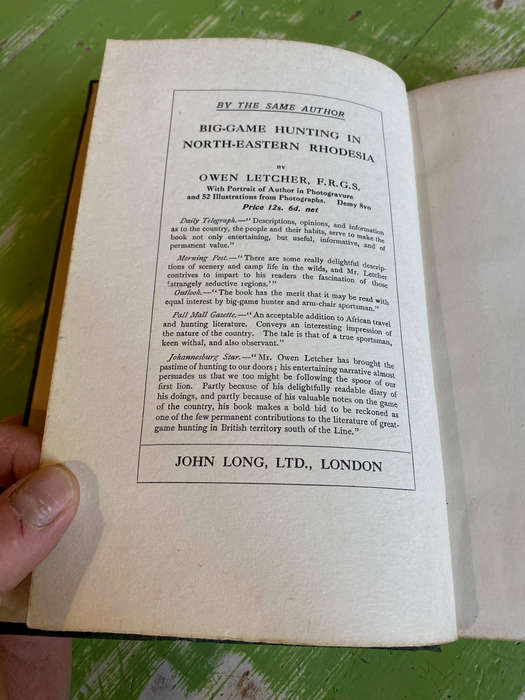 BY THE SAME AUTHOR
BIG-GAME HUNTING IN
NORTH-EASTERN RHODESIA
BY
OWEN LETCHER, F.R.G.S.
With Portrait of Author in Photogravure
and 52 Illustrations from Photographs. Demy 8vo
Price 12s. 6d. net
Daily Telegraph.—"Descriptions, opinions, and information
as to the country, the people and their habits, serve to make the
book not only entertaining, but useful, informative, and of
permanent value."
Morning Post.—"There are some really delightful descrip-
tions of scenery and camp life in the wilds, and Mr. Letcher
contrives to impart to his readers the fascination of those
'strangely seductive regions.'"
Outlook.—"The book has the merit that it may be read with
equal interest by big-game hunter and arm-chair sportsman."
Pall Mall Gazette.—"An acceptable addition to African travel
and hunting literature. Conveys an interesting impression of
the nature of the country. The tale is that of a true sportsman,
keen withal, and also observant."
Johannesburg Star.—"Mr. Owen Letcher has brought the
pastime of hunting to our doors; his entertaining narrative almost
persuades us that we too might be following the spoor of our
first lion. Partly because of his delightfully readable diary of
his doings, and partly because of his valuable notes on the game
of the country, his book makes a bold bid to be reckoned as
one of the few permanent contributions to the literature of great-
game hunting in British territory south of the Line."
JOHN LONG, LTD., LONDON